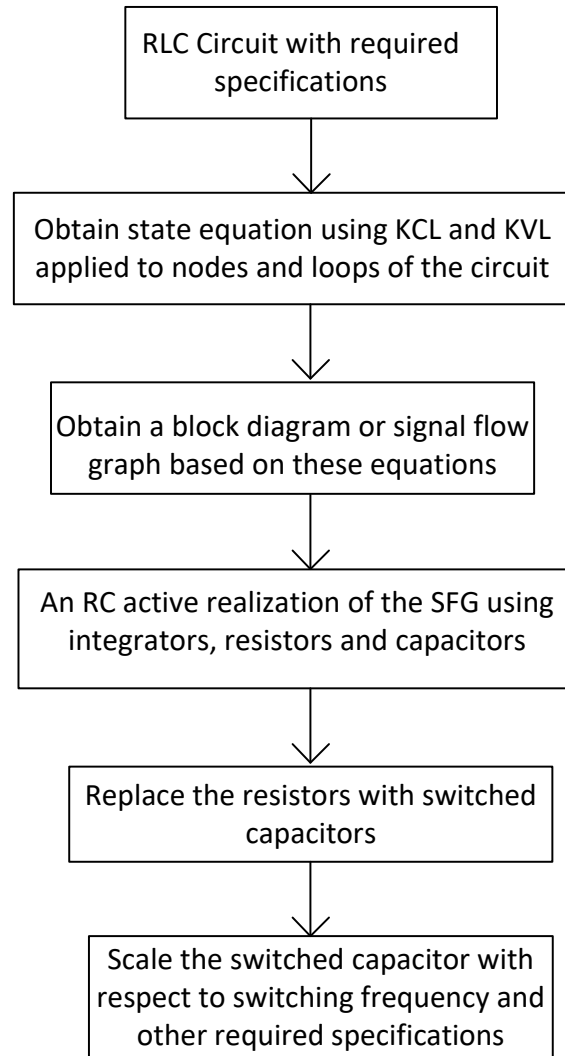 RLC Circuit with required
specifications
Obtain state equation using KCL and KVL
applied to nodes and loops of the circuit
Obtain a block diagram or signal flow
graph based on these equations
An RC active realization of the SFG using
integrators, resistors and capacitors
Replace the resistors with switched
capacitors
Scale the switched capacitor with
respect to switching frequency and
other required specifications